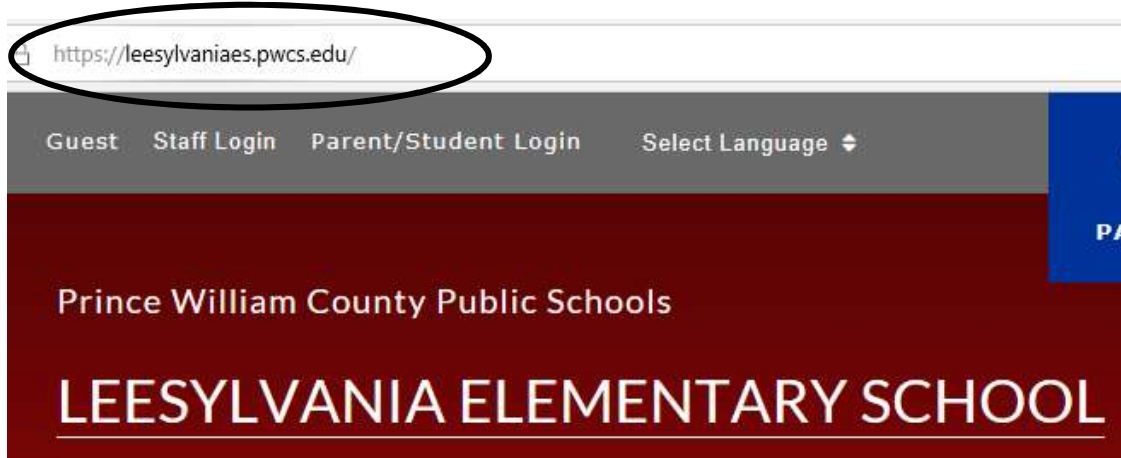 https://leesylvaniaes.pwcs.edu/
Guest Staff Login Parent/Student Login Select Language
Prince William County Public Schools
LEESYLVANIA ELEMENTARY SCHOOL